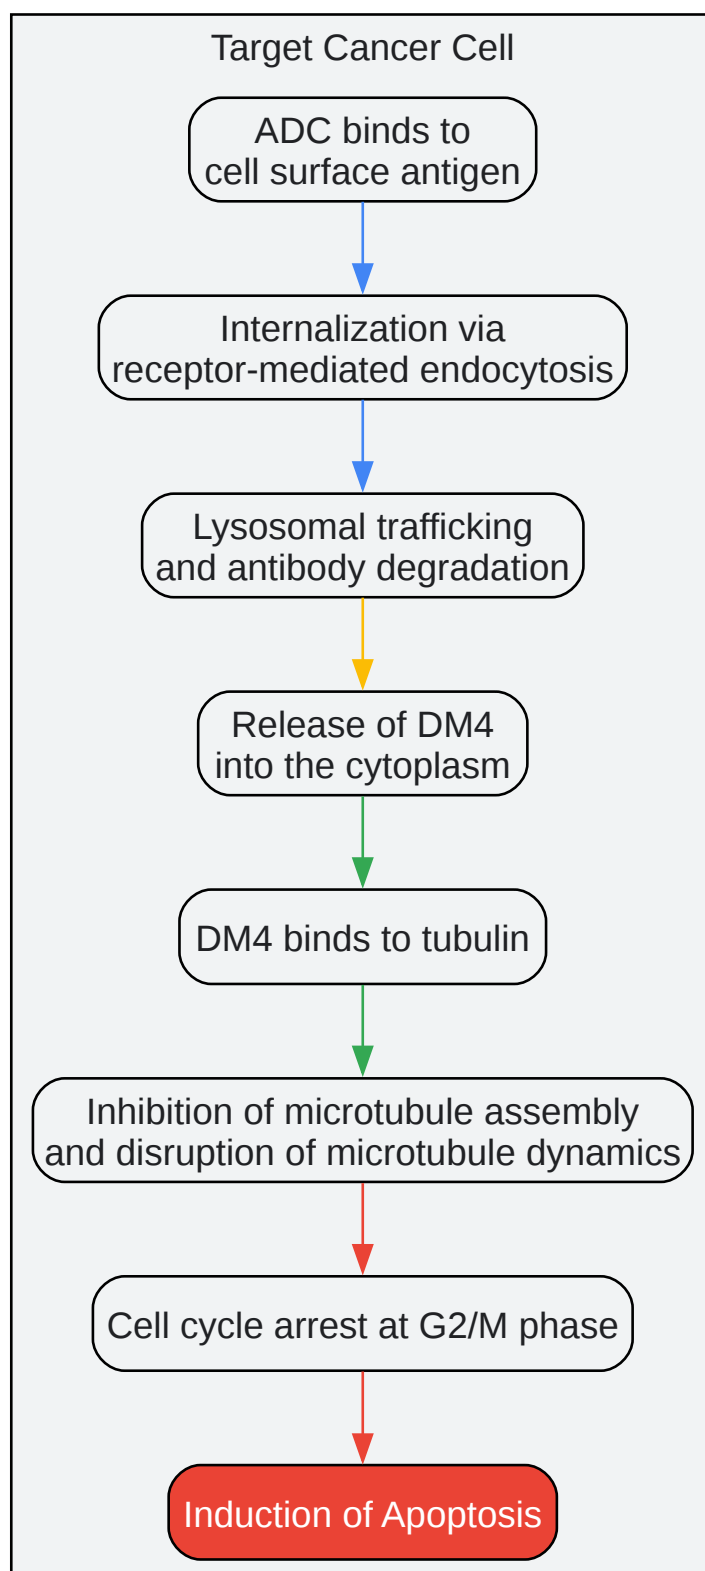 Target Cancer Cell
ADC binds to
cell surface antigen
Internalization via
receptor-mediated endocytosis
Lysosomal trafficking
and antibody degradation
Release of DM4
into the cytoplasm
DM4 binds to tubulin
Inhibition of microtubule assembly
and disruption of microtubule dynamics
Cell cycle arrest at G2/M phase
Induction of Apoptosis